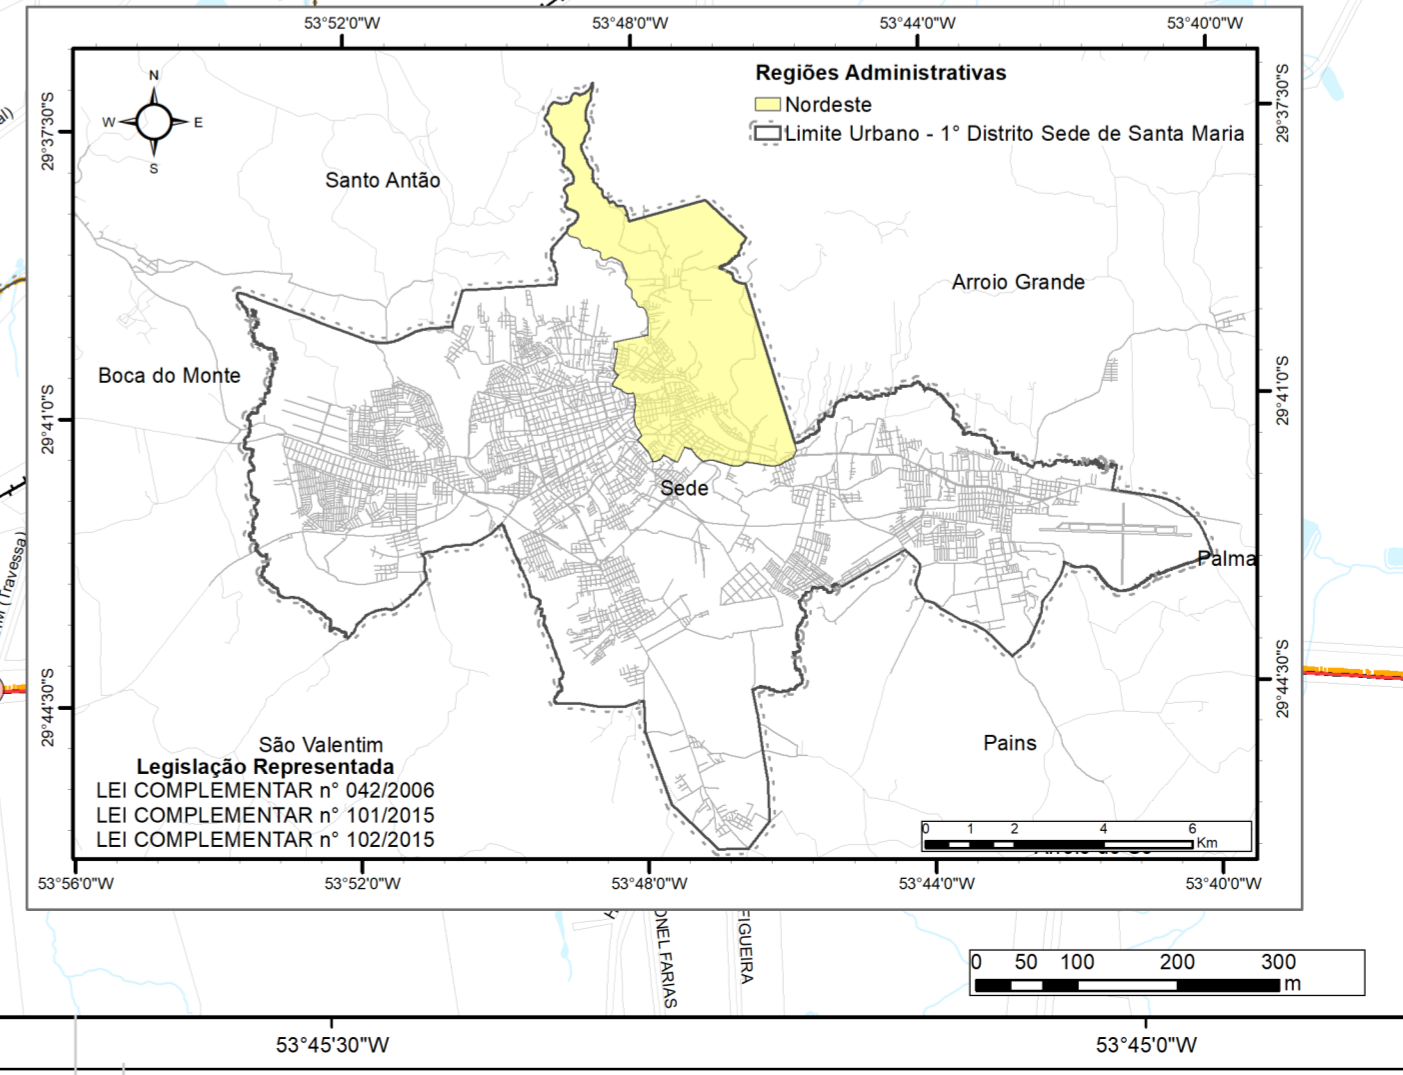 53°52'0"W 53°48'0"W 53°44'0"W 53°40'0"W
N
W E
S
Regiões Administrativas
Nordeste
Limite Urbano - 1° Distrito Sede de Santa Maria
29°37'30"S
29°37'30"S
Santo Antão
Arroio Grande
Boca do Monte
29°41'0"S
29°41'0"S
Sede
Palma
(Travessa)
29°44'30"S
29°44'30"S
São Valentim
Pains
Legislação Representada
LEI COMPLEMENTAR n° 042/2006
LEI COMPLEMENTAR n° 101/2015
LEI COMPLEMENTAR n° 102/2015
0 1 2 4 6
Km
53°56'0"W 53°52'0"W 53°48'0"W 53°44'0"W 53°40'0"W
ONEL FARIAS
FIGUEIRA
0 50 100 200 300
m
53°45'30"W 53°45'0"W